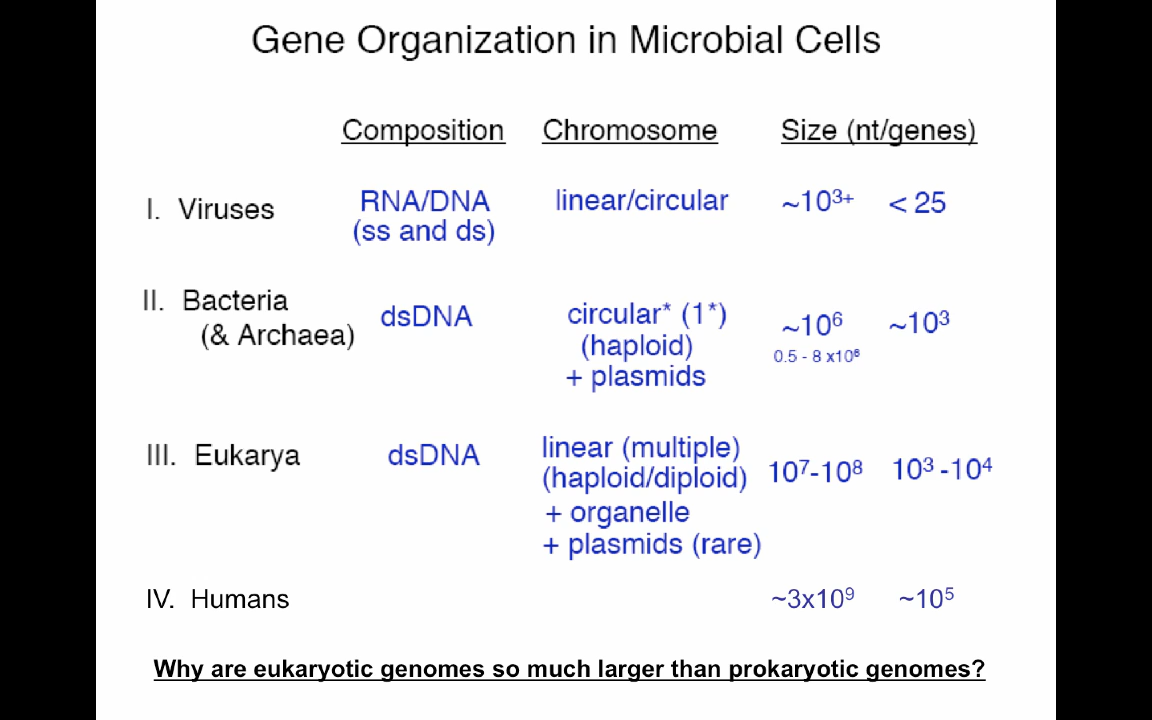 Gene Organization in Microbial Cells
Composition Chromosome Size (nt/genes)
I. Viruses RNA/DNA linear/circular ~10³⁺ < 25
(ss and ds)
II. Bacteria dsDNA circular* (1*) ~10⁶ ~10³
(& Archaea) (haploid) 0.5 - 8 x10⁶
+ plasmids
III. Eukarya dsDNA linear (multiple) 10⁷-10⁸ 10³ -10⁴
(haploid/diploid)
+ organelle
+ plasmids (rare)
IV. Humans ~3x10⁹ ~10⁵
Why are eukaryotic genomes so much larger than prokaryotic genomes?